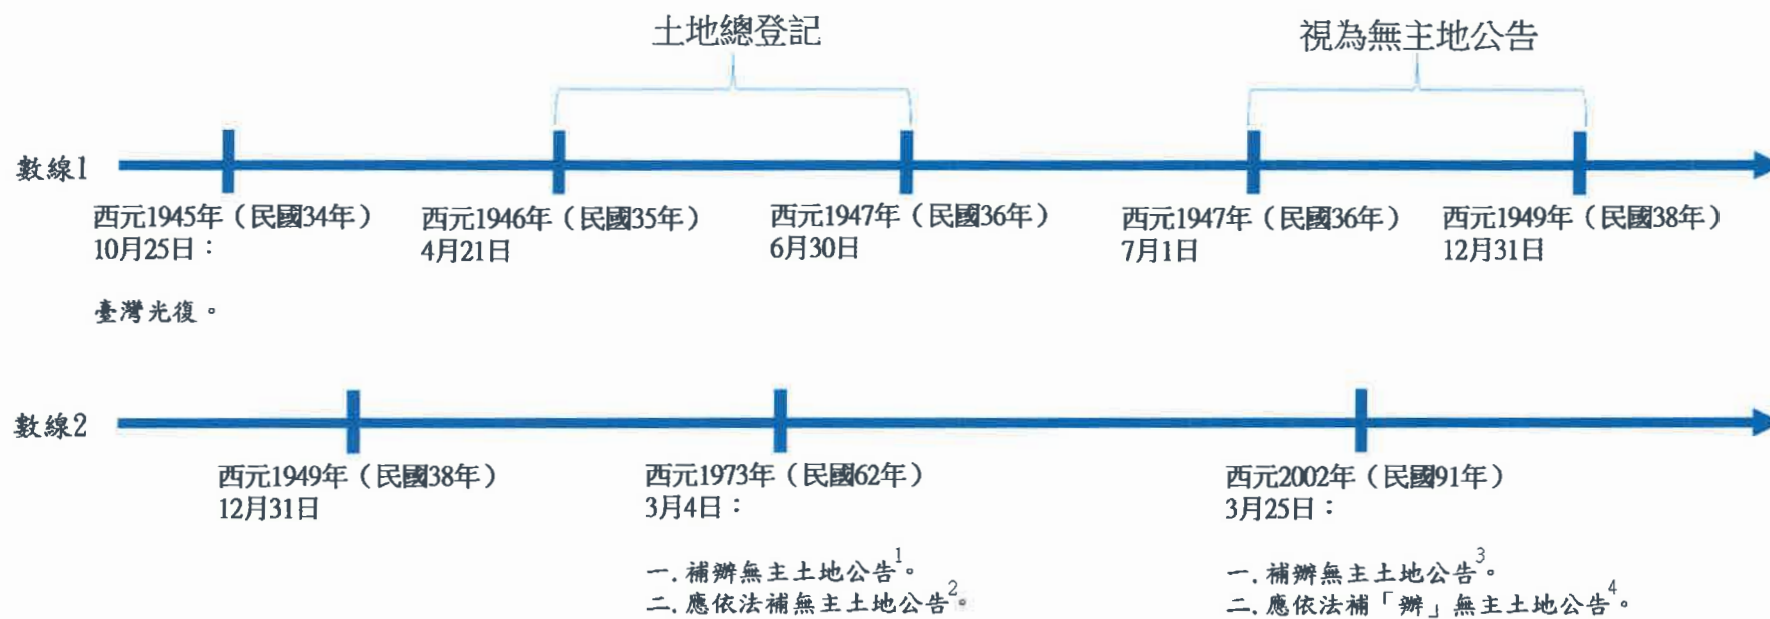 土地總登記
視為無主地公告
數線1
西元1945年（民國34年）
10月25日：
臺灣光復。
西元1946年（民國35年）
4月21日
西元1947年（民國36年）
6月30日
西元1947年（民國36年）
7月1日
西元1949年（民國38年）
12月31日
數線2
西元1949年（民國38年）
12月31日
西元1973年（民國62年）
3月4日：
一. 補辦無主土地公告1。
二. 應依法補無主土地公告2。
西元2002年（民國91年）
3月25日：
一. 補辦無主土地公告3。
二. 應依法補「辦」無主土地公告4。